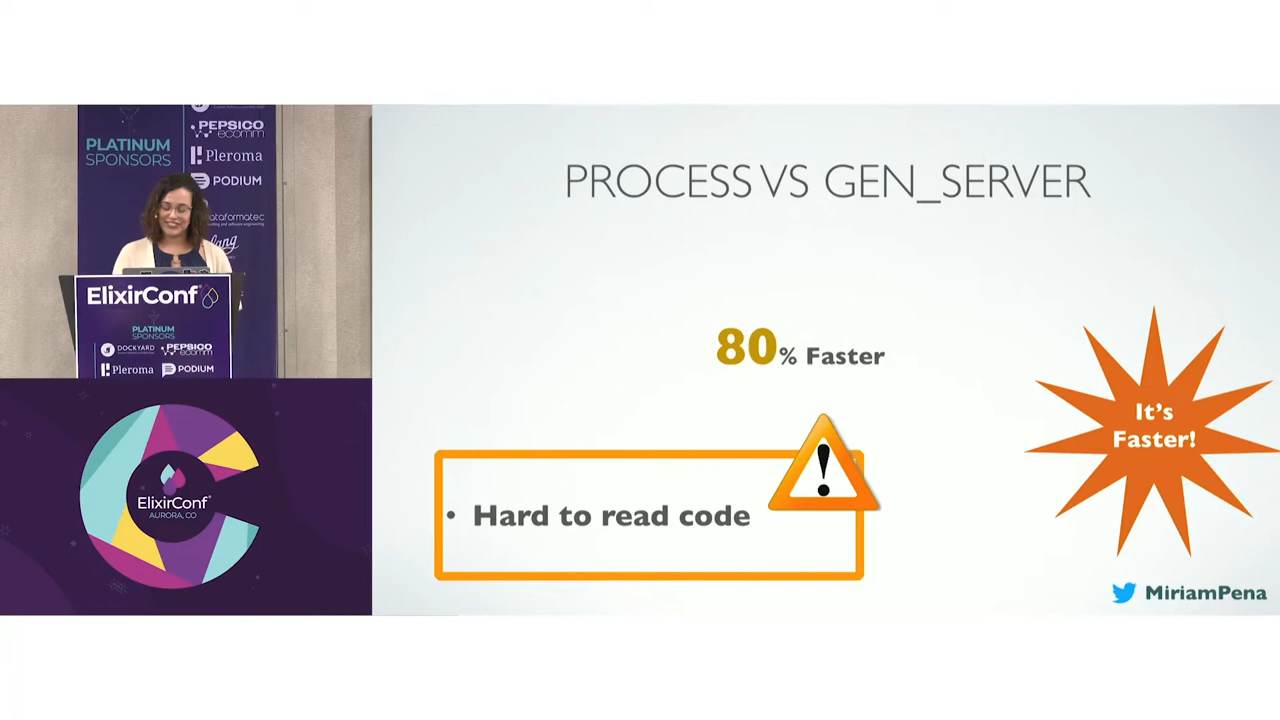 PLATINUM
SPONSORS
PEPSICO
ecomm
Pleroma
PODIUM
ElixirConf
PLATINUM
SPONSORS
DOCKYARD
PEPSICO
ecomm
Pleroma
PODIUM
ElixirConf
AURORA, CO
PROCESS VS GEN_SERVER
80% Faster
It's
Faster!
!
• Hard to read code
MiriamPena